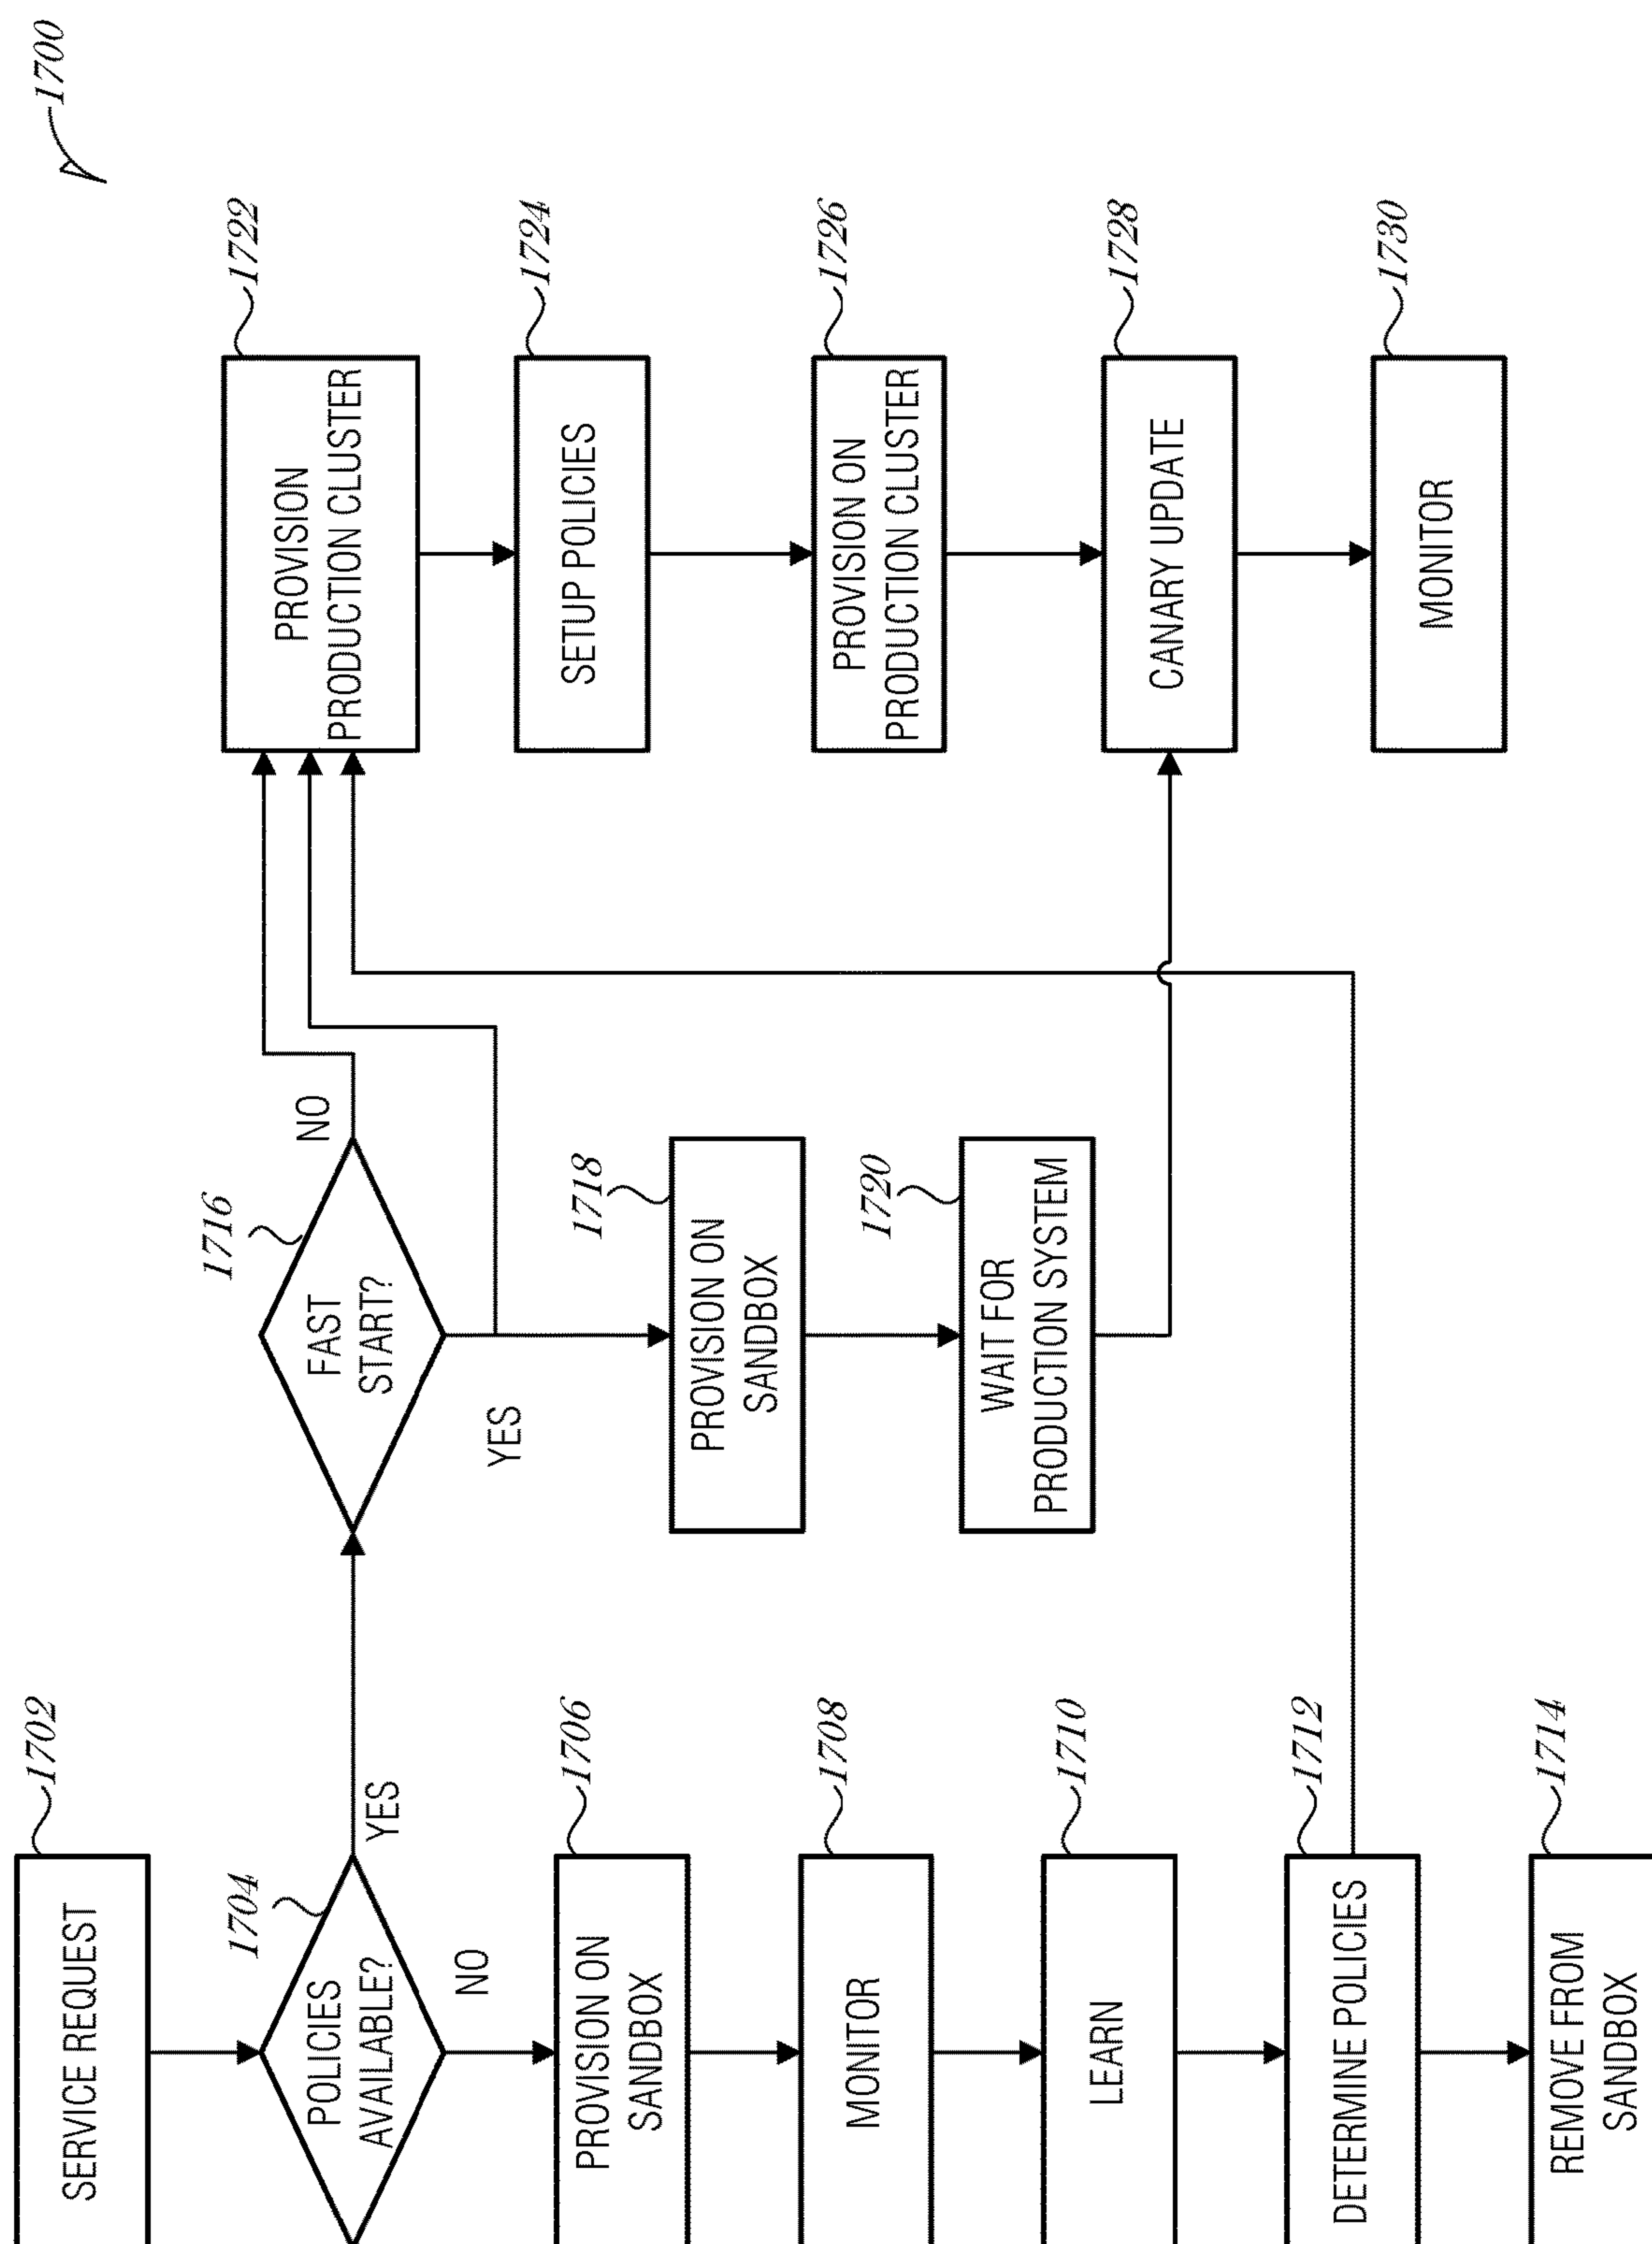 1700
1702
SERVICE REQUEST
1704
POLICIES
AVAILABLE?
YES
NO
1706
PROVISION ON
SANDBOX
1708
MONITOR
1710
LEARN
1712
DETERMINE POLICIES
1714
REMOVE FROM
SANDBOX
1716
FAST
START?
NO
YES
1718
PROVISION ON
SANDBOX
1720
WAIT FOR
PRODUCTION SYSTEM
1722
PROVISION
PRODUCTION CLUSTER
1724
SETUP POLICIES
1726
PROVISION ON
PRODUCTION CLUSTER
1728
CANARY UPDATE
1730
MONITOR